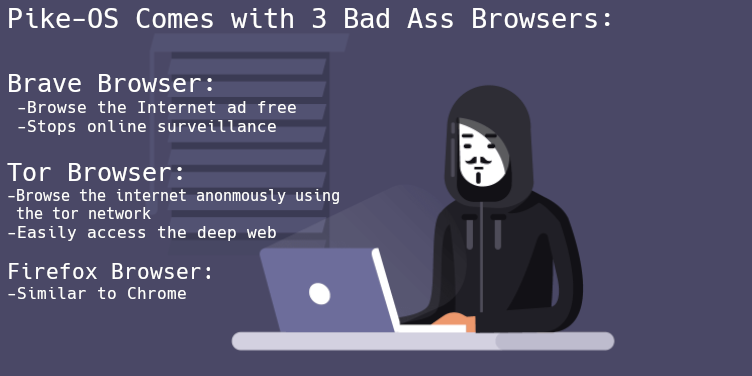 Pike-OS Comes with 3 Bad Ass Browsers:
Brave Browser:
-Browse the Internet ad free
-Stops online surveillance
Tor Browser:
-Browse the internet anonmously using
the tor network
-Easily access the deep web
Firefox Browser:
-Similar to Chrome